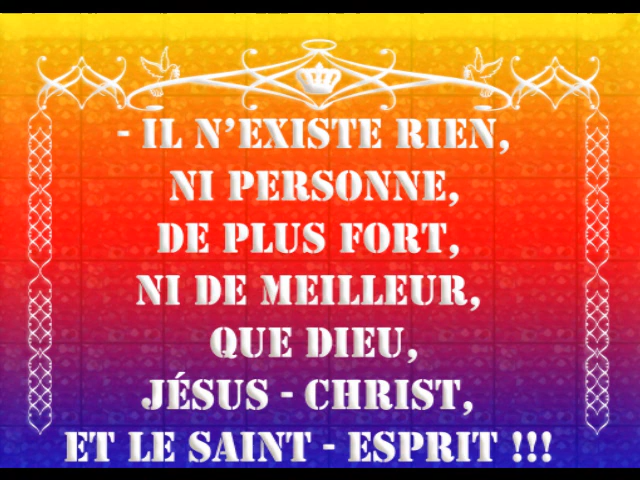 - IL N'EXISTE RIEN,
NI PERSONNE,
DE PLUS FORT,
NI DE MEILLEUR,
QUE DIEU,
JÉSUS - CHRIST,
ET LE SAINT - ESPRIT !!!